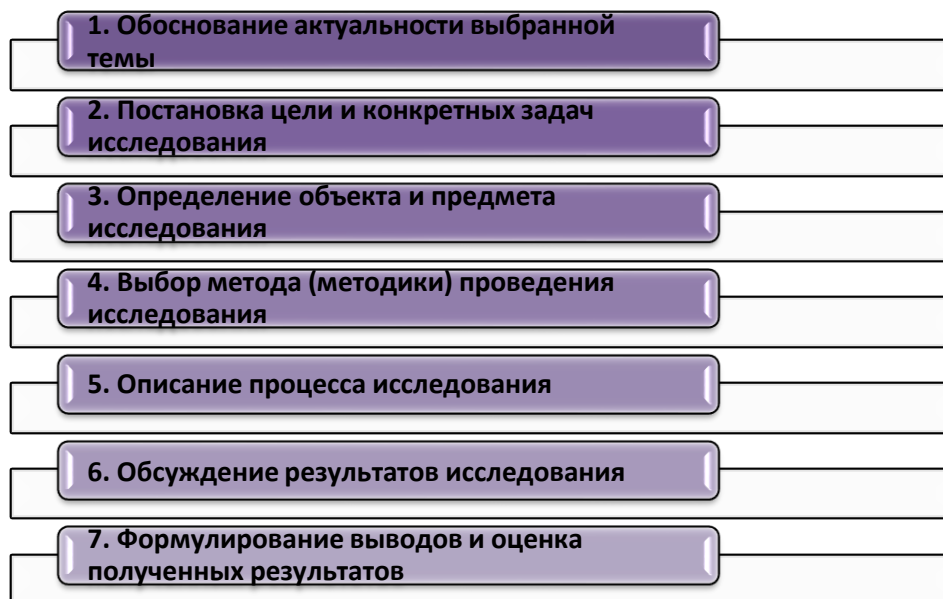 1. Обоснование актуальности выбранной
темы
2. Постановка цели и конкретных задач
исследования
3. Определение объекта и предмета
исследования
4. Выбор метода (методики) проведения
исследования
5. Описание процесса исследования
6. Обсуждение результатов исследования
7. Формулирование выводов и оценка
полученных результатов